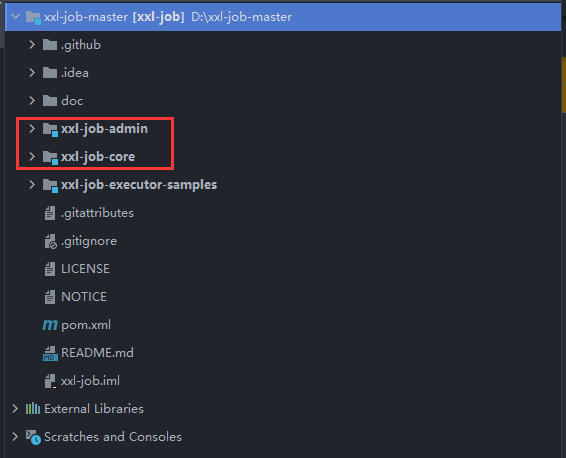 xxl-job-master [xxl-job] D:\xxl-job-master
.github
.idea
doc
xxl-job-admin
xxl-job-core
xxl-job-executor-samples
.gitattributes
.gitignore
LICENSE
NOTICE
pom.xml
README.md
xxl-job.iml
External Libraries
Scratches and Consoles